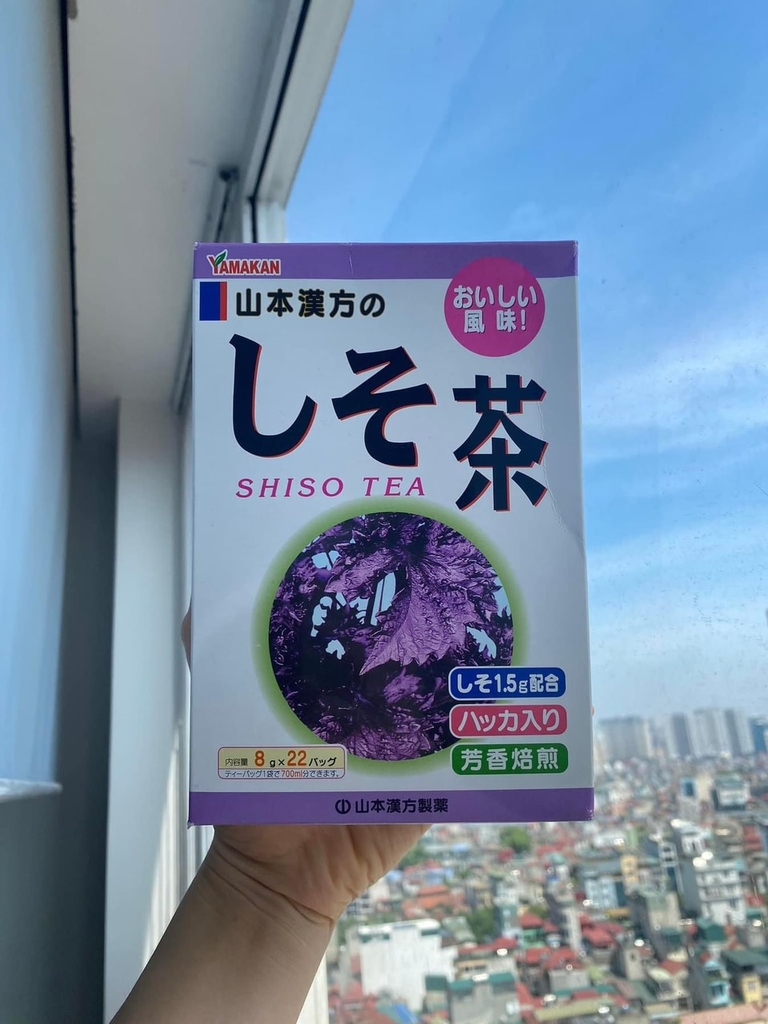 YAMAKAN
山本漢方の
おいしい
風味!
しそ茶
SHISO TEA
しそ1.5g配合
ハッカ入り
芳香焙煎
内容量 8g×22バッグ
ティーバッグ1袋で700ml分できます。
山本漢方製薬